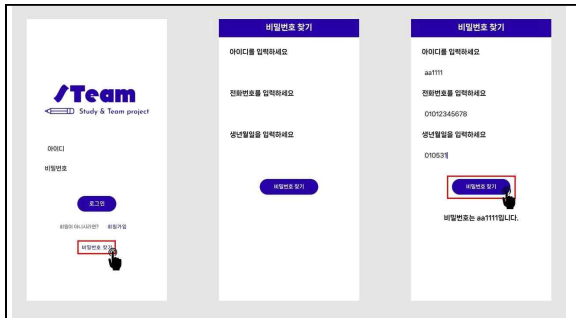 STeam
Study & Team project
아이디
비밀번호
로그인
회원이 아니시라면? 회원가입
비밀번호 찾기
비밀번호 찾기
아이디를 입력하세요
전화번호를 입력하세요
생년월일을 입력하세요
비밀번호 찾기
비밀번호 찾기
아이디를 입력하세요
aa1111
전화번호를 입력하세요
01012345678
생년월일을 입력하세요
010531
비밀번호 찾기
비밀번호는 aa1111입니다.